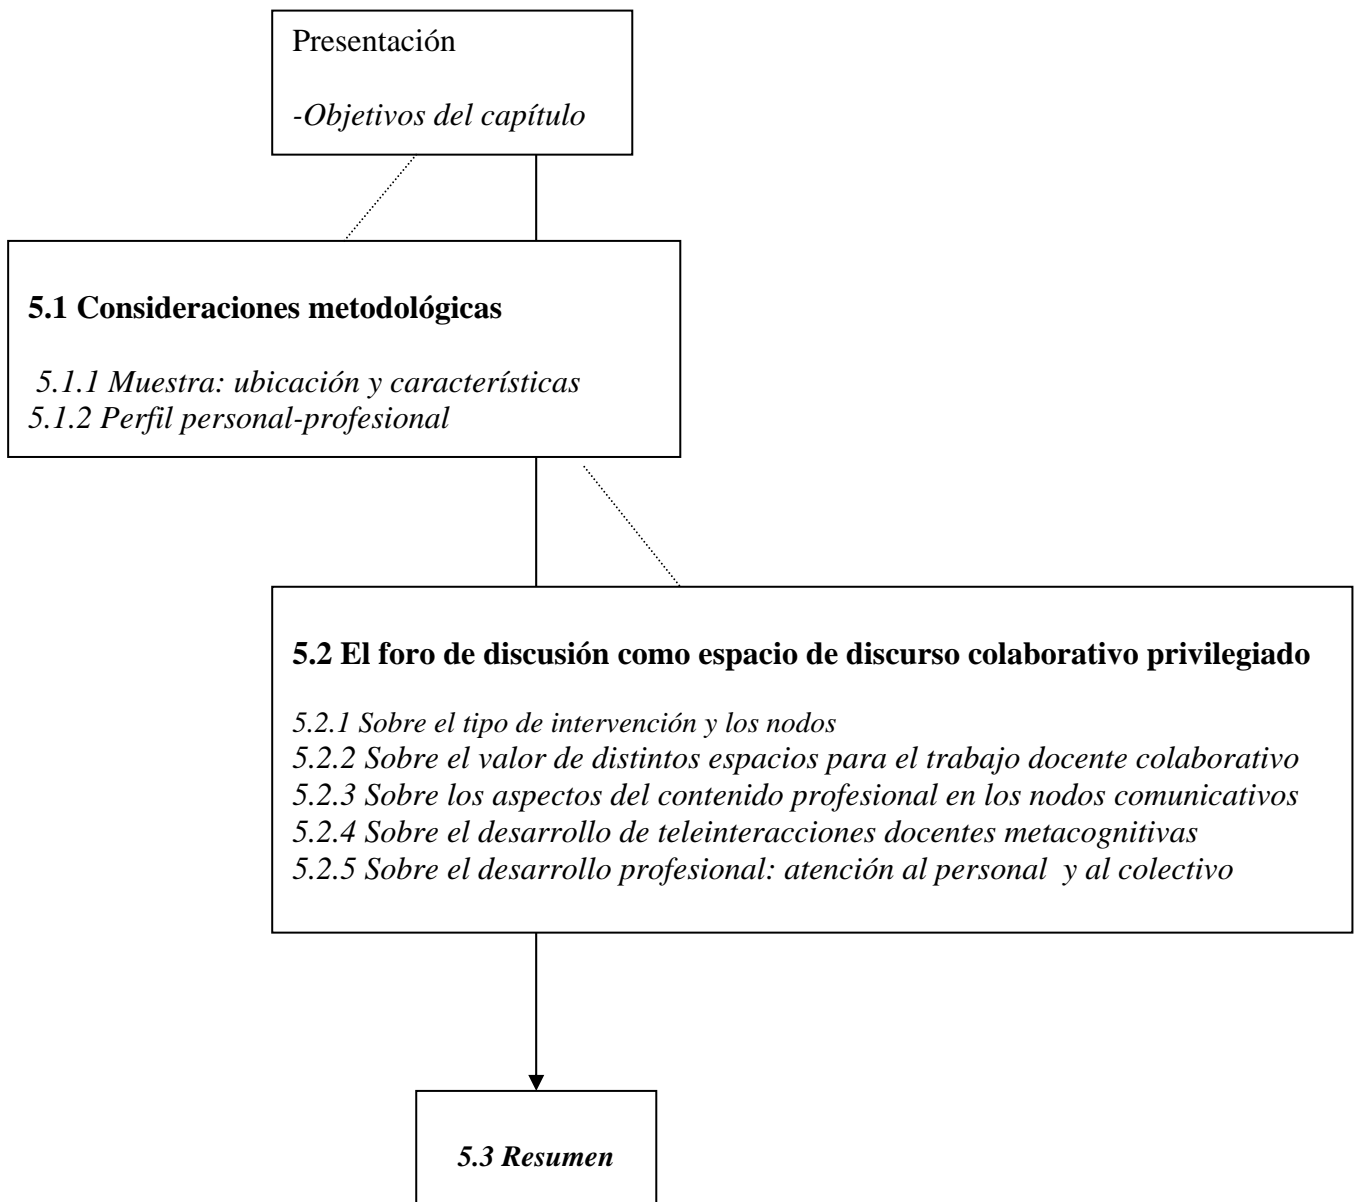 Presentación
-Objetivos del capítulo
5.1 Consideraciones metodológicas
5.1.1 Muestra: ubicación y características
5.1.2 Perfil personal-profesional
5.2 El foro de discusión como espacio de discurso colaborativo privilegiado
5.2.1 Sobre el tipo de intervención y los nodos
5.2.2 Sobre el valor de distintos espacios para el trabajo docente colaborativo
5.2.3 Sobre los aspectos del contenido profesional en los nodos comunicativos
5.2.4 Sobre el desarrollo de teleinteracciones docentes metacognitivas
5.2.5 Sobre el desarrollo profesional: atención al personal y al colectivo
5.3 Resumen